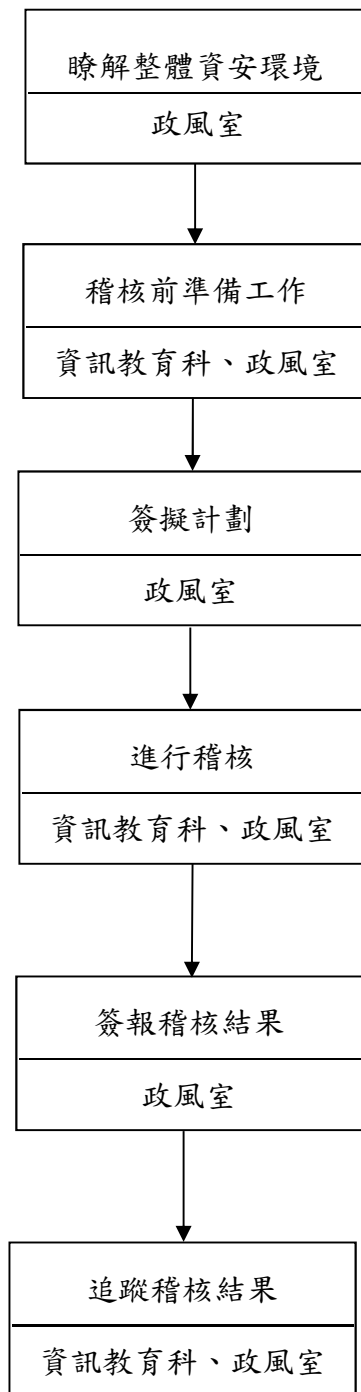 瞭解整體資安環境
政風室
稽核前準備工作
資訊教育科、政風室
簽擬計劃
政風室
進行稽核
資訊教育科、政風室
簽報稽核結果
政風室
追蹤稽核結果
資訊教育科、政風室